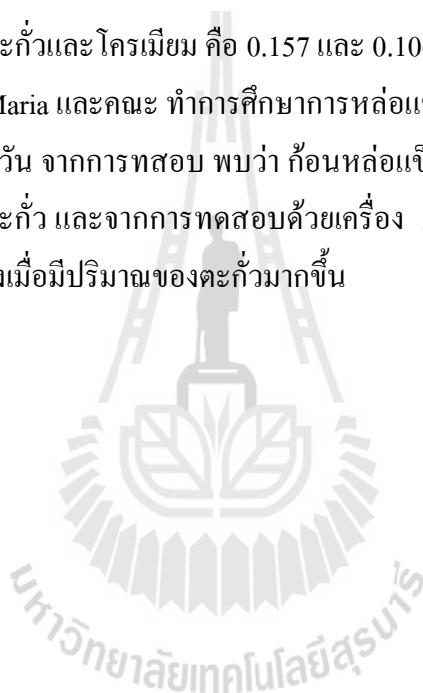 ะกั่วและโครเมียม คือ 0.157 และ 0.10
Maria และคณะ ทำการศึกษาการหล่อแ
วัน จากการทสอบ พบว่า ก้อนหล่อแข็
ะกั่ว และจากการทดสอบด้วยเครื่อง
งเมื่อมีปริมาณของตะกั่วมากขึ้น
มหาวิทยาลัยเทคโนโลยีสุรนารี